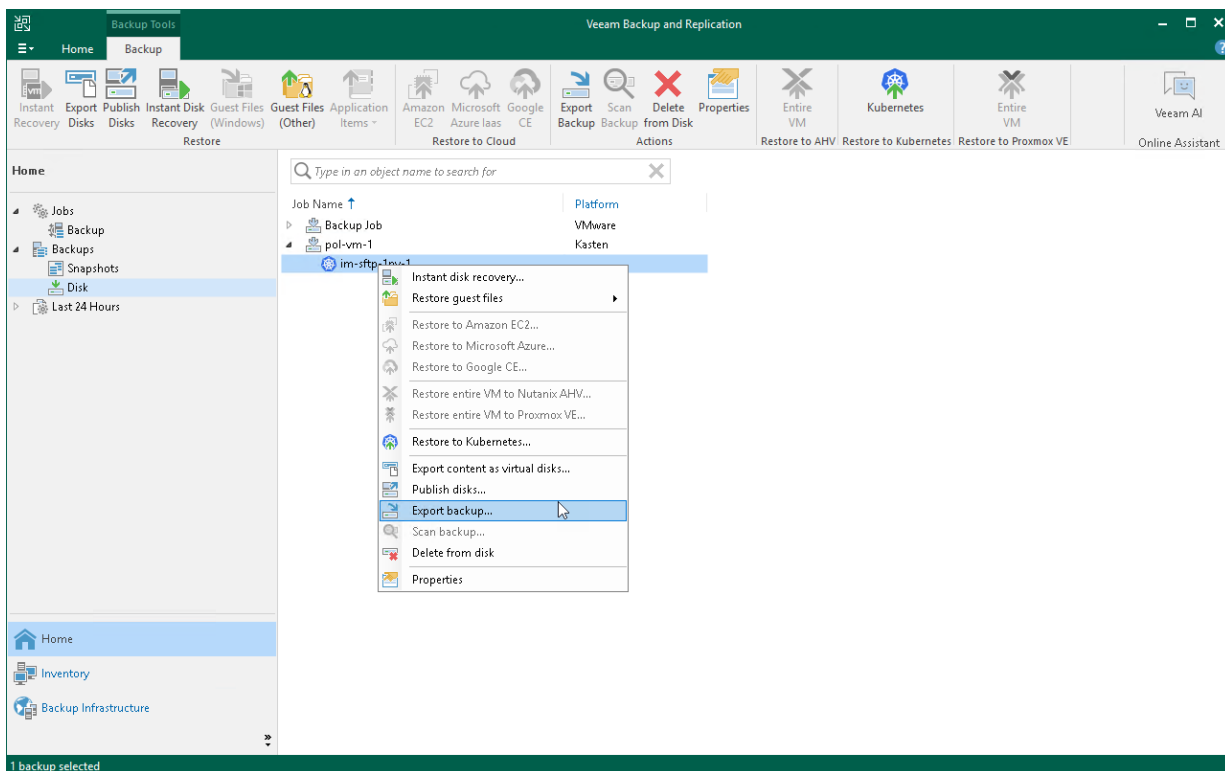 Backup Tools
Veeam Backup and Replication
Home
Backup
Instant Recovery
Export Disks
Publish Disks
Instant Disk Recovery
Guest Files (Windows)
Guest Files (Other)
Application Items
Amazon EC2
Microsoft Azure Iaas
Google CE
Export Backup
Scan Backup
Delete from Disk
Properties
Entire VM
Kubernetes
Entire VM
Veeam AI
Restore
Restore to Cloud
Actions
Restore to AHV
Restore to Kubernetes
Restore to Proxmox VE
Online Assistant
Home
Jobs
Backup
Backups
Snapshots
Disk
Last 24 Hours
Type in an object name to search for
Job Name
Platform
Backup Job
VMware
pol-vm-1
Kasten
im-sftp-1pv-1
Instant disk recovery...
Restore guest files
Restore to Amazon EC2...
Restore to Microsoft Azure...
Restore to Google CE...
Restore entire VM to Nutanix AHV...
Restore entire VM to Proxmox VE...
Restore to Kubernetes...
Export content as virtual disks...
Publish disks...
Export backup...
Scan backup...
Delete from disk
Properties
Home
Inventory
Backup Infrastructure
1 backup selected